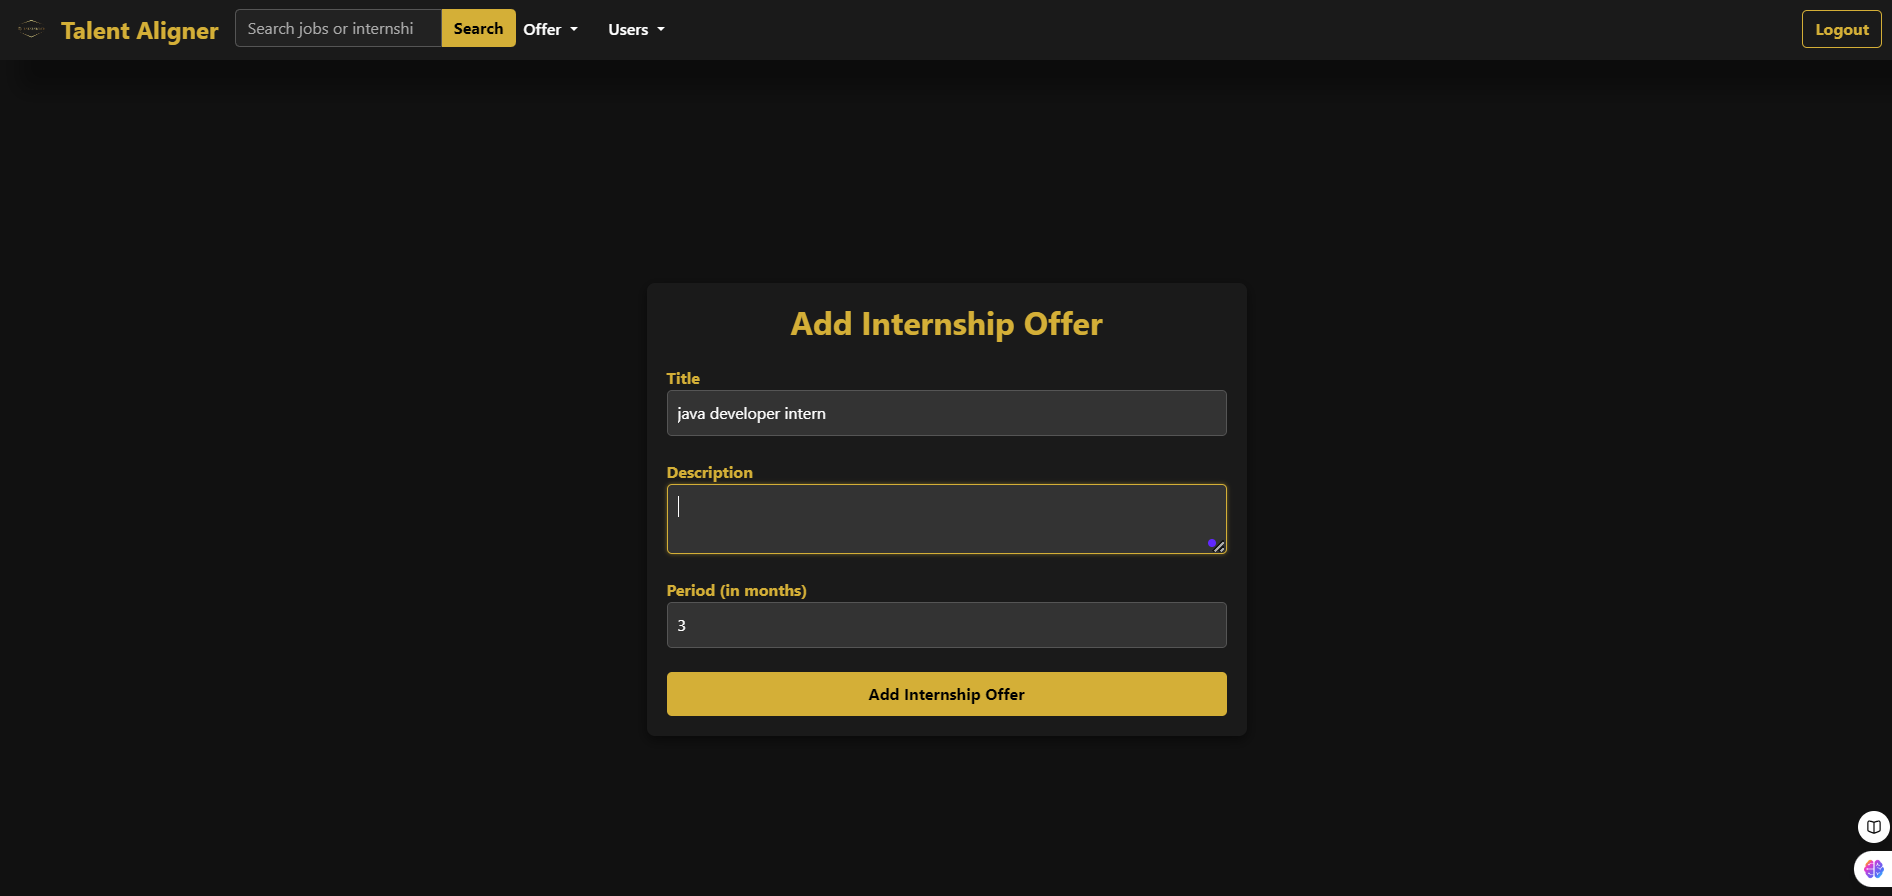 Talent Aligner
Search jobs or internshi
Search
Offer
Users
Logout
Add Internship Offer
Title
java developer intern
Description
Period (in months)
3
Add Internship Offer